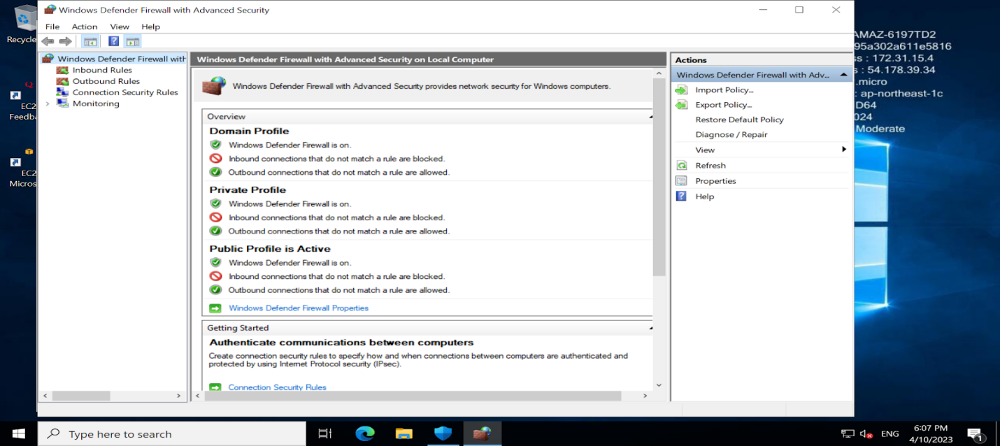 Windows Defender Firewall with Advanced Security
File Action View Help
Windows Defender Firewall with
Inbound Rules
Outbound Rules
Connection Security Rules
Monitoring
Windows Defender Firewall with Advanced Security on Local Computer
Windows Defender Firewall with Advanced Security provides network security for Windows computers.
Overview
Domain Profile
Windows Defender Firewall is on.
Inbound connections that do not match a rule are blocked.
Outbound connections that do not match a rule are allowed.
Private Profile
Windows Defender Firewall is on.
Inbound connections that do not match a rule are blocked.
Outbound connections that do not match a rule are allowed.
Public Profile is Active
Windows Defender Firewall is on.
Inbound connections that do not match a rule are blocked.
Outbound connections that do not match a rule are allowed.
Windows Defender Firewall Properties
Getting Started
Authenticate communications between computers
Create connection security rules to specify how and when connections between computers are authenticated and
protected by using Internet Protocol security (IPsec).
Connection Security Rules
Actions
Windows Defender Firewall with Adv...
Import Policy...
Export Policy...
Restore Default Policy
Diagnose / Repair
View
Refresh
Properties
Help
Recycle
EC2
Feedb
EC2
Micros
AMAZ-6197TD2
95a302a611e5816
ss : 172.31.15.4
s : 54.178.39.34
.micro
: ap-northeast-1c
D64
024
Moderate
Type here to search
ENG
6:07 PM
4/10/2023
1